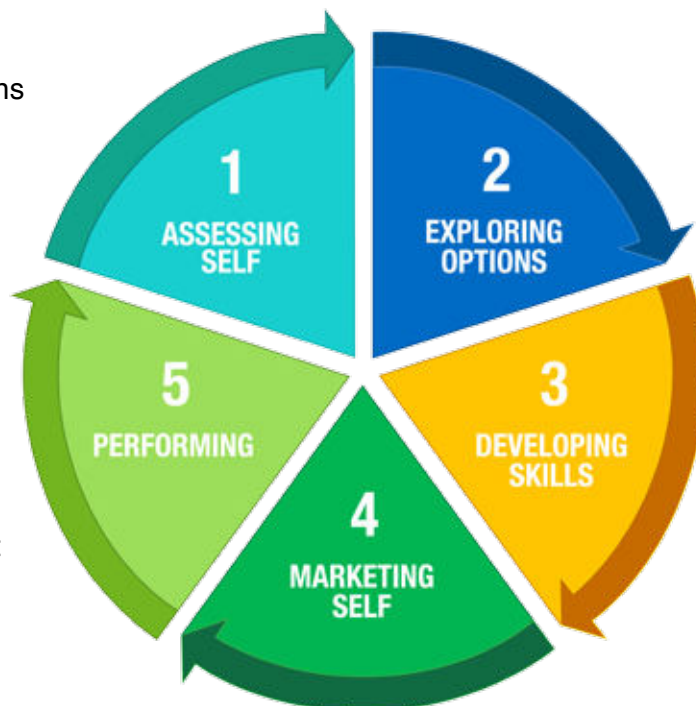 1
ASSESSING
SELF
2
EXPLORING
OPTIONS
3
DEVELOPING
SKILLS
4
MARKETING
SELF
5
PERFORMING